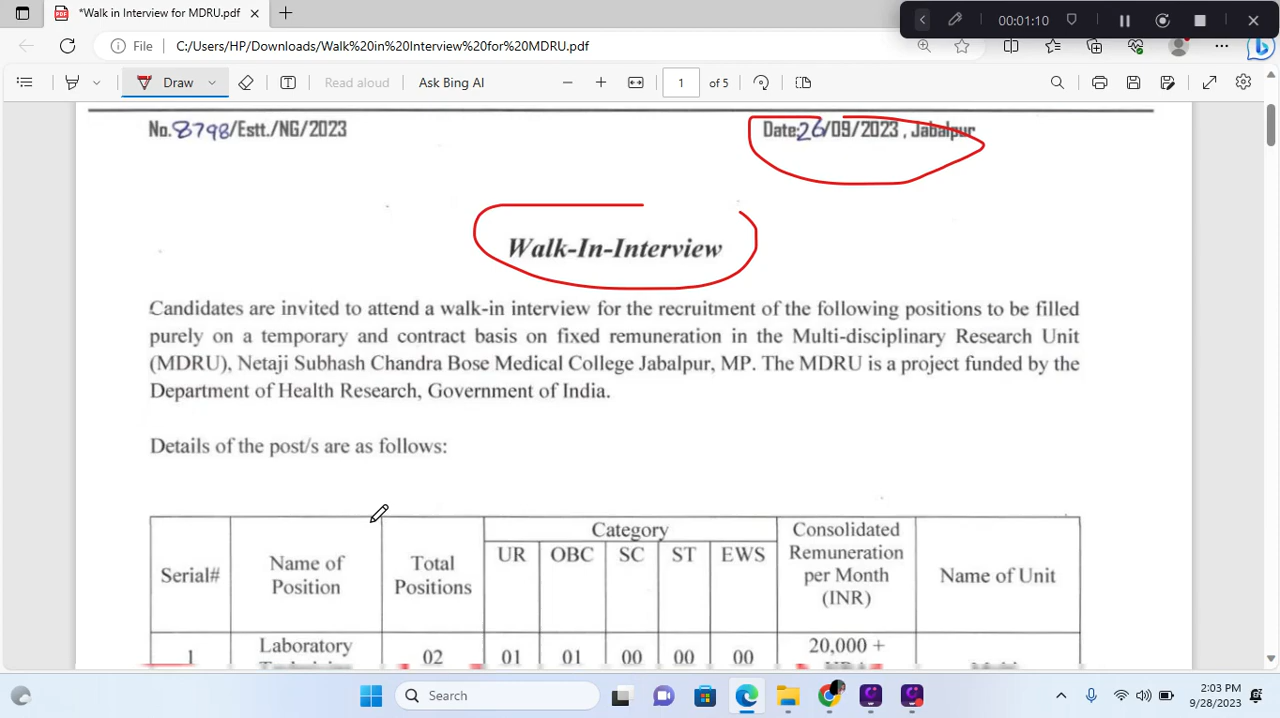 *Walk in Interview for MDRU.pdf
00:01:10
File C:/Users/HP/Downloads/Walk%20in%20Interview%20for%20MDRU.pdf
Draw Read aloud Ask Bing AI 1 of 5
No.8798/Estt./NG/2023 Date:26/09/2023 , Jabalpur
Walk-In-Interview
Candidates are invited to attend a walk-in interview for the recruitment of the following positions to be filled
purely on a temporary and contract basis on fixed remuneration in the Multi-disciplinary Research Unit
(MDRU), Netaji Subhash Chandra Bose Medical College Jabalpur, MP. The MDRU is a project funded by the
Department of Health Research, Government of India.
Details of the post/s are as follows:
Serial# Name of Position Total Positions Category Consolidated Remuneration per Month (INR) Name of Unit
UR OBC SC ST EWS
1 Laboratory 02 01 01 00 00 00 20,000 +
Search
2:03 PM
9/28/2023